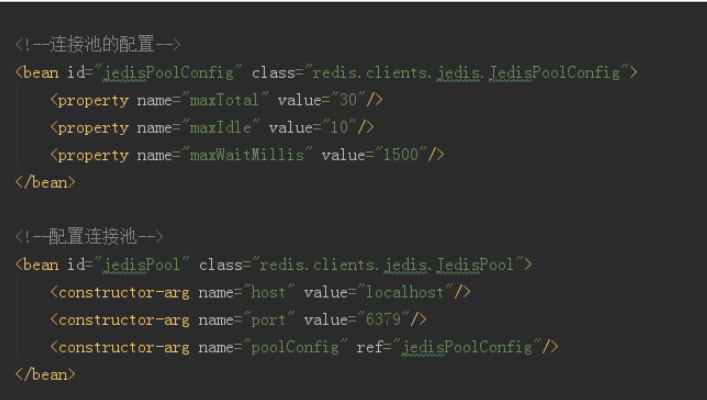 <!--连接池的配置-->
<bean id="jedisPoolConfig" class="redis.clients.jedis.JedisPoolConfig">
<property name="maxTotal" value="30"/>
<property name="maxIdle" value="10"/>
<property name="maxWaitMillis" value="1500"/>
</bean>
<!--配置连接池-->
<bean id="jedisPool" class="redis.clients.jedis.JedisPool">
<constructor-arg name="host" value="localhost"/>
<constructor-arg name="port" value="6379"/>
<constructor-arg name="poolConfig" ref="jedisPoolConfig"/>
</bean>